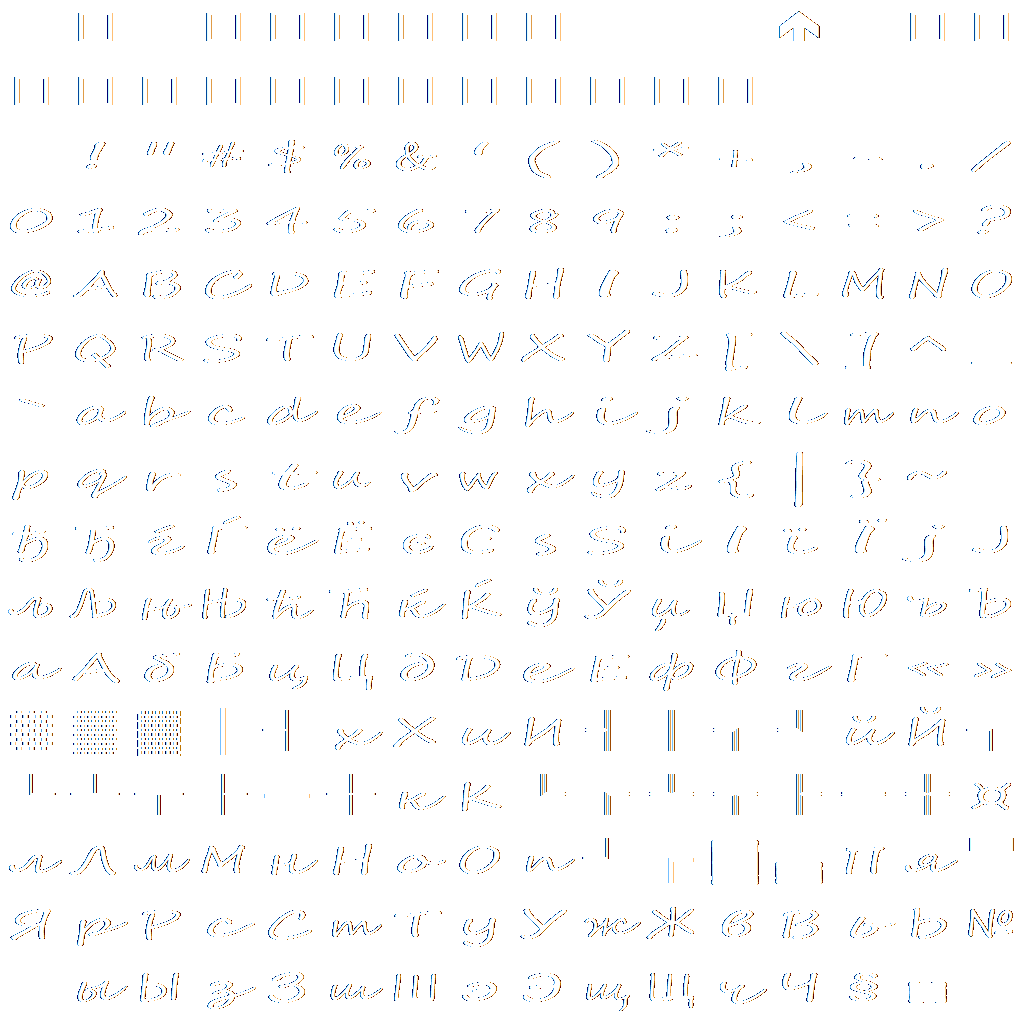 ↑
! " # $ % & ' ( ) * + , - . /
0 1 2 3 4 5 6 7 8 9 : ; < = > ?
@ A B C D E F G H I J K L M N O
P Q R S T U V W X Y Z [ \ ] ^ _
` a b c d e f g h i j k l m n o
p q r s t u v w x y z { | } ~
ђ Ђ ѓ Ѓ ё Ё є Є ѕ Ѕ і І ї Ї ј Ј
љ Љ њ Њ ћ Ћ ќ Ќ ў Ў џ Џ ю Ю ъ Ъ
а А б Б ц Ц д Д е Е ф Ф г Г « »
░ ▒ ▓ │ ┤ х Х и И ╣ ║ ╗ ╝ й Й ┐
└ ┴ ┬ ├ ─ ┼ к К ╚ ╔ ╩ ╦ ╠ ═ ╬ ¤
л Л м М н Н о О п ┘ ┌ █ ▄ П я ▀
Я р Р с С т Т у У ж Ж в В ь Ь №
ы Ы з З ш Ш э Э щ Щ ч Ч § ■